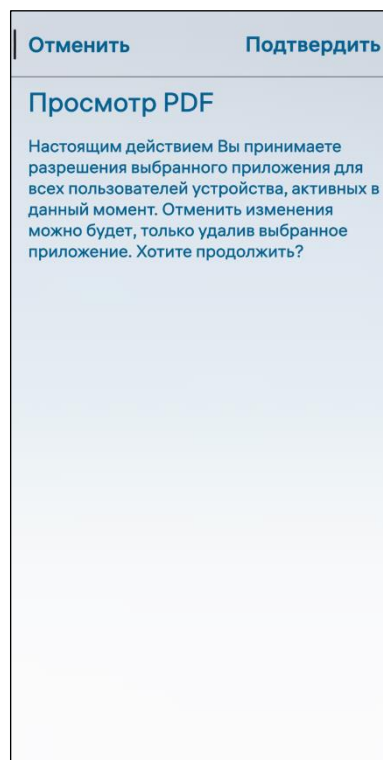 Отменить Подтвердить
Просмотр PDF
Настоящим действием Вы принимаете
разрешения выбранного приложения для
всех пользователей устройства, активных в
данный момент. Отменить изменения
можно будет, только удалив выбранное
приложение. Хотите продолжить?